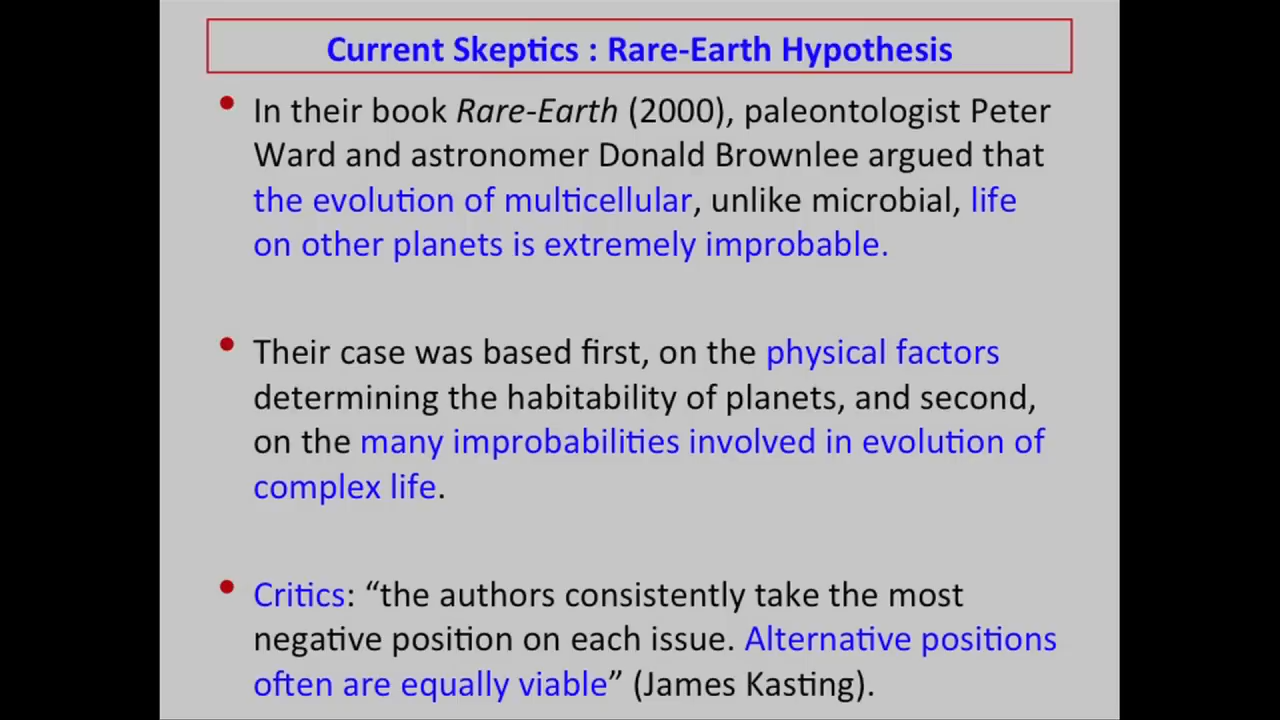 Current Skeptics : Rare-Earth Hypothesis
• In their book Rare-Earth (2000), paleontologist Peter
Ward and astronomer Donald Brownlee argued that
the evolution of multicellular, unlike microbial, life
on other planets is extremely improbable.
• Their case was based first, on the physical factors
determining the habitability of planets, and second,
on the many improbabilities involved in evolution of
complex life.
• Critics: “the authors consistently take the most
negative position on each issue. Alternative positions
often are equally viable” (James Kasting).